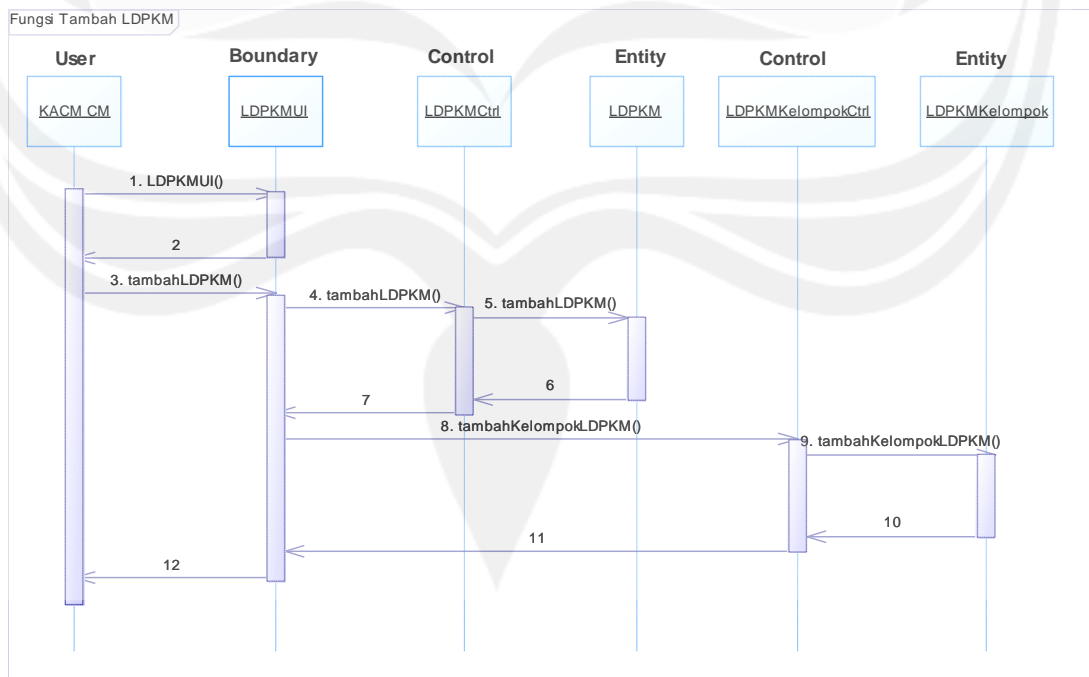 Fungsi Tambah LDPKM
User
Boundary
Control
Entity
Control
Entity
KACM CM
LDPKMUI
LDPKMCtrl
LDPKM
LDPKMKelompokCtrl
LDPKMKelompok
1. LDPKMUI()
2
3. tambahLDPKM()
4. tambahLDPKM()
5. tambahLDPKM()
6
7
8. tambahKelompokLDPKM()
9. tambahKelompokLDPKM()
10
11
12